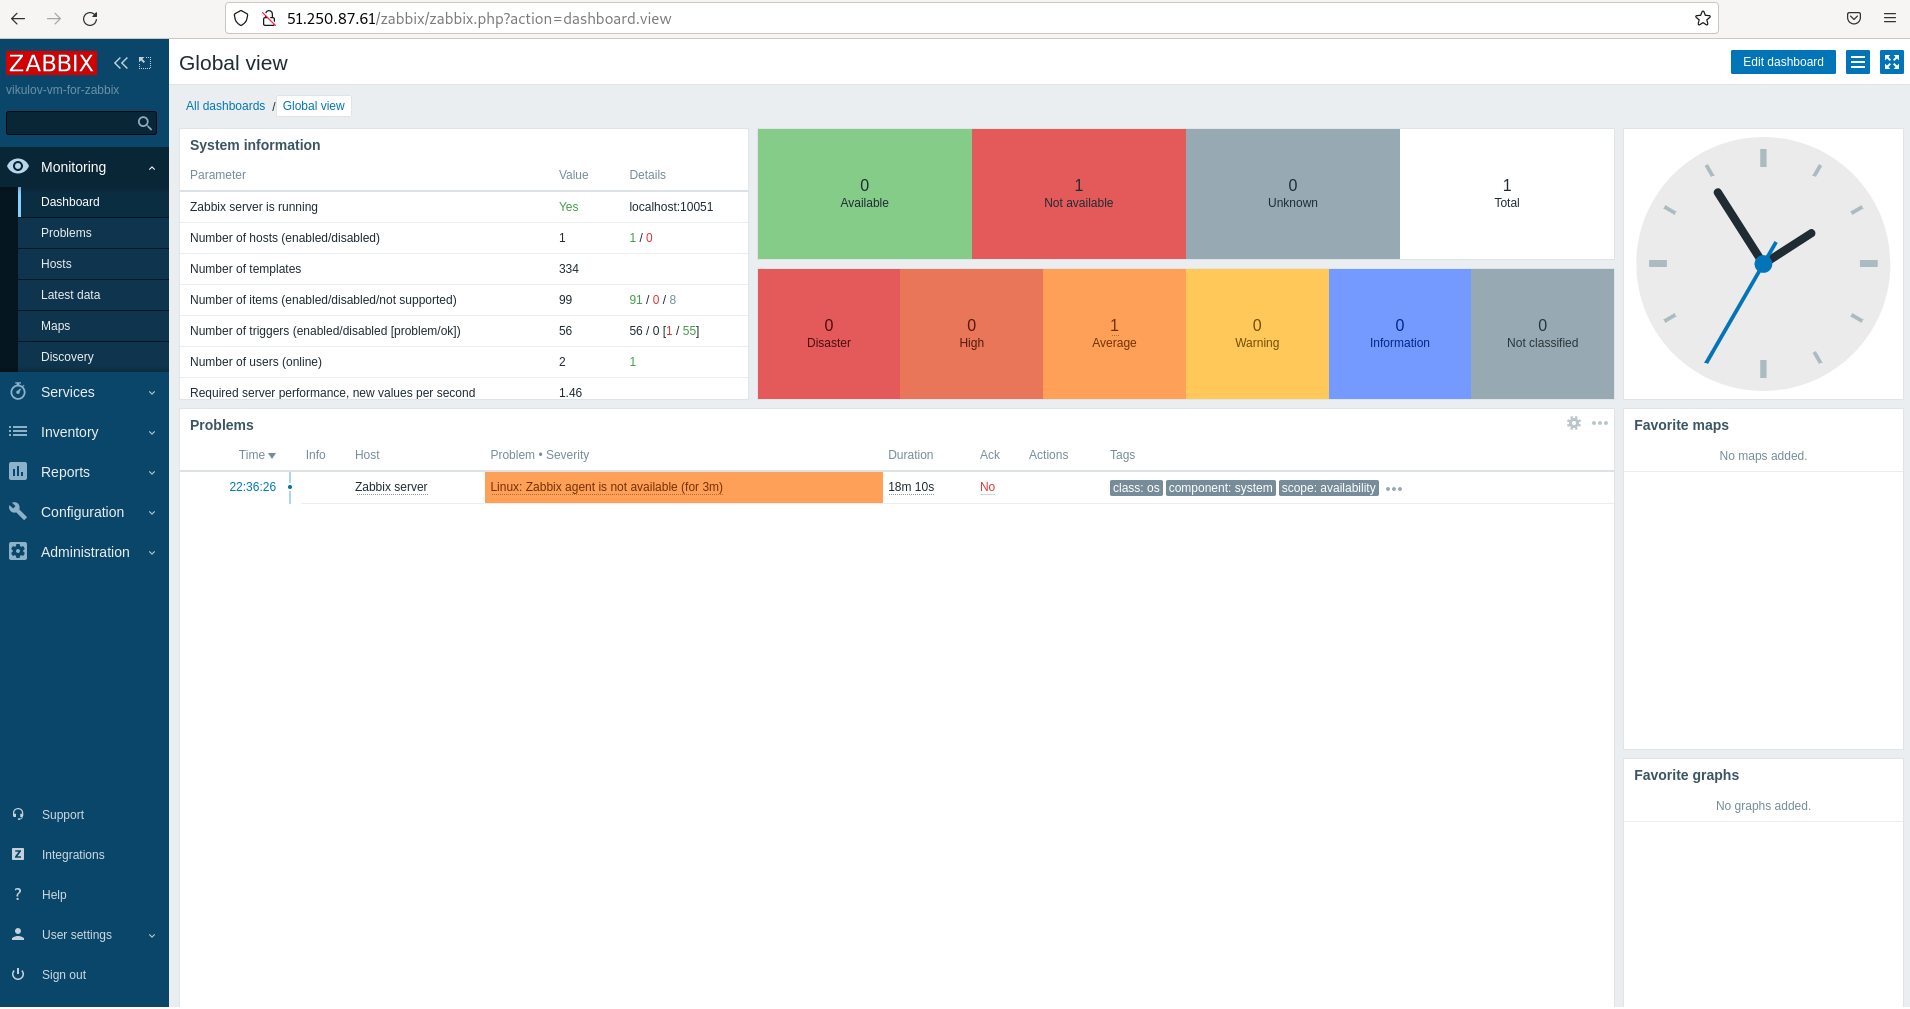 51.250.87.61/zabbix/zabbix.php?action=dashboard.view
ZABBIX
vikulov-vm-for-zabbix
Monitoring
Dashboard
Problems
Hosts
Latest data
Maps
Discovery
Services
Inventory
Reports
Configuration
Administration
Support
Integrations
Help
User settings
Sign out
Global view
Edit dashboard
All dashboards / Global view
System information
Parameter Value Details
Zabbix server is running Yes localhost:10051
Number of hosts (enabled/disabled) 1 1 / 0
Number of templates 334
Number of items (enabled/disabled/not supported) 99 91 / 0 / 8
Number of triggers (enabled/disabled [problem/ok]) 56 56 / 0 [1 / 55]
Number of users (online) 2 1
Required server performance, new values per second 1.46
0 1 0 1
Available Not available Unknown Total
0 0 1 0 0 0
Disaster High Average Warning Information Not classified
Problems
Time Info Host Problem • Severity Duration Ack Actions Tags
22:36:26 Zabbix server Linux: Zabbix agent is not available (for 3m) 18m 10s No class: os component: system scope: availability
Favorite maps
No maps added.
Favorite graphs
No graphs added.